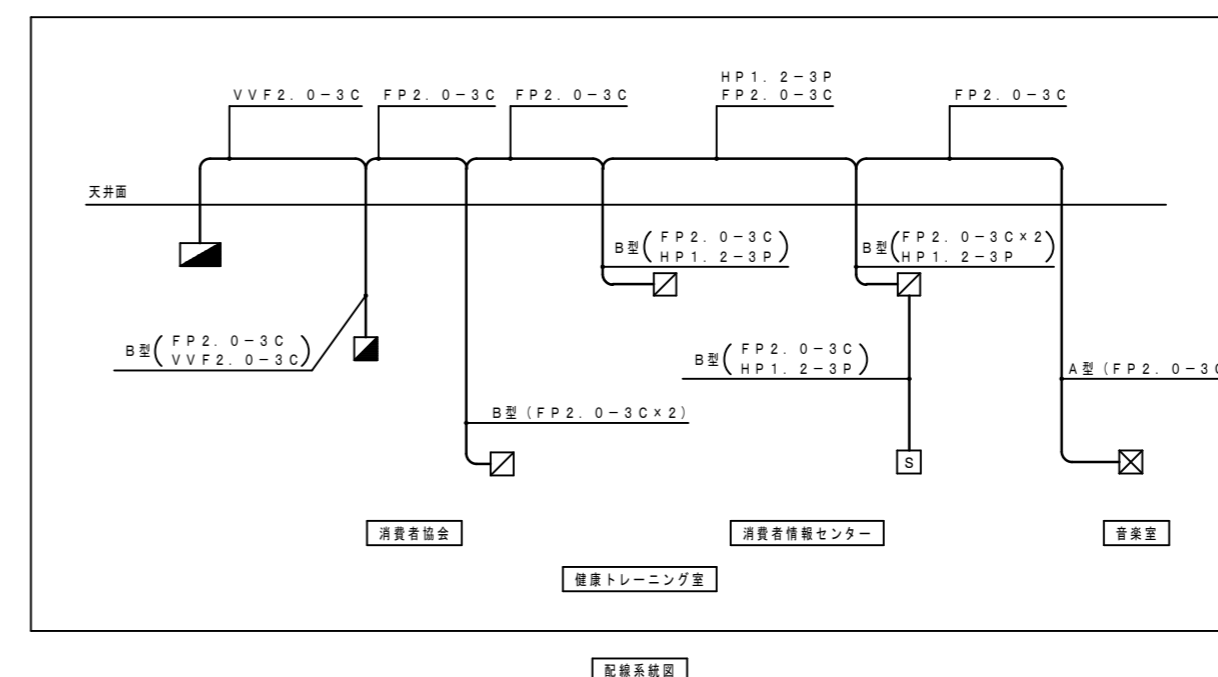 VVF2.0-3C
FP2.0-3C
FP2.0-3C
HP1.2-3P
FP2.0-3C
FP2.0-3C
天井面
B型(FP2.0-3C
HP1.2-3P)
B型(FP2.0-3C×2
HP1.2-3P)
B型(FP2.0-3C
VVF2.0-3C)
B型(FP2.0-3C
HP1.2-3P)
A型(FP2.0-3C
B型(FP2.0-3C×2)
S
消費者協会
消費者情報センター
音楽室
健康トレーニング室
配線系統図